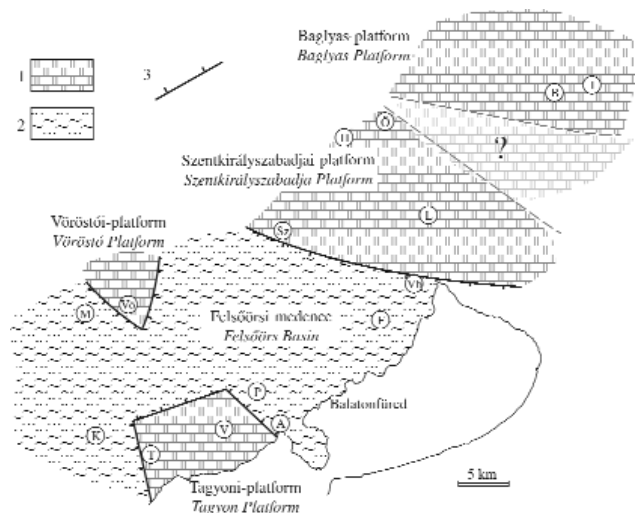 Baglyas-platform
Baglyas Platform
1
3
2
B
I
Ö
H
?
Szentkirályszabadjai platform
Szentkirályszabadja Platform
L
Vöröstói-platform
Vöröstó Platform
Sz
Vb
Vö
M
Felsőörsi medence
Felsőörs Basin
F
P
Balatonfüred
A
K
V
T
Tagyoni-platform
Tagyon Platform
5 km